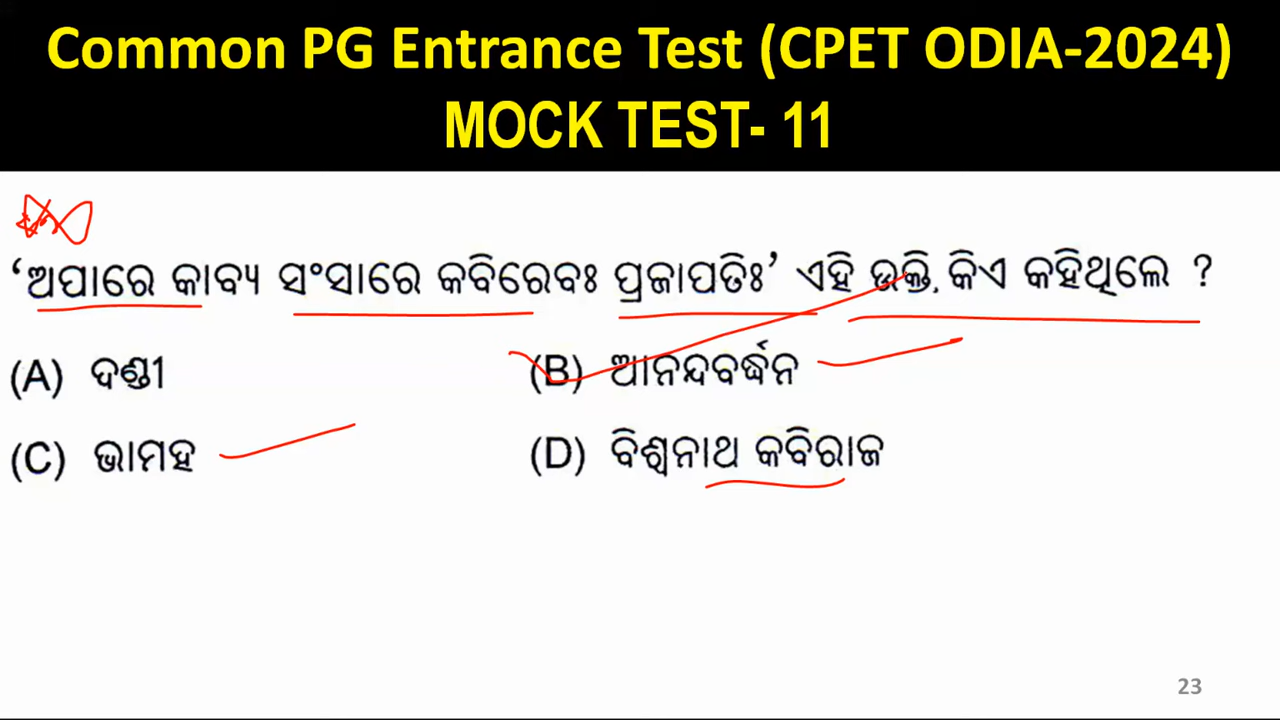 Common PG Entrance Test (CPET ODIA-2024)
MOCK TEST- 11
‘ଅପାରେ କାବ୍ୟ ସଂସାରେ କବିରେବଃ ପ୍ରଜାପତିଃ’ ଏହି ଉକ୍ତି କିଏ କହିଥିଲେ ?
(A) ଦଣ୍ଡୀ (B) ଆନନ୍ଦବର୍ଦ୍ଧନ
(C) ଭାମହ (D) ବିଶ୍ୱନାଥ କବିରାଜ
23